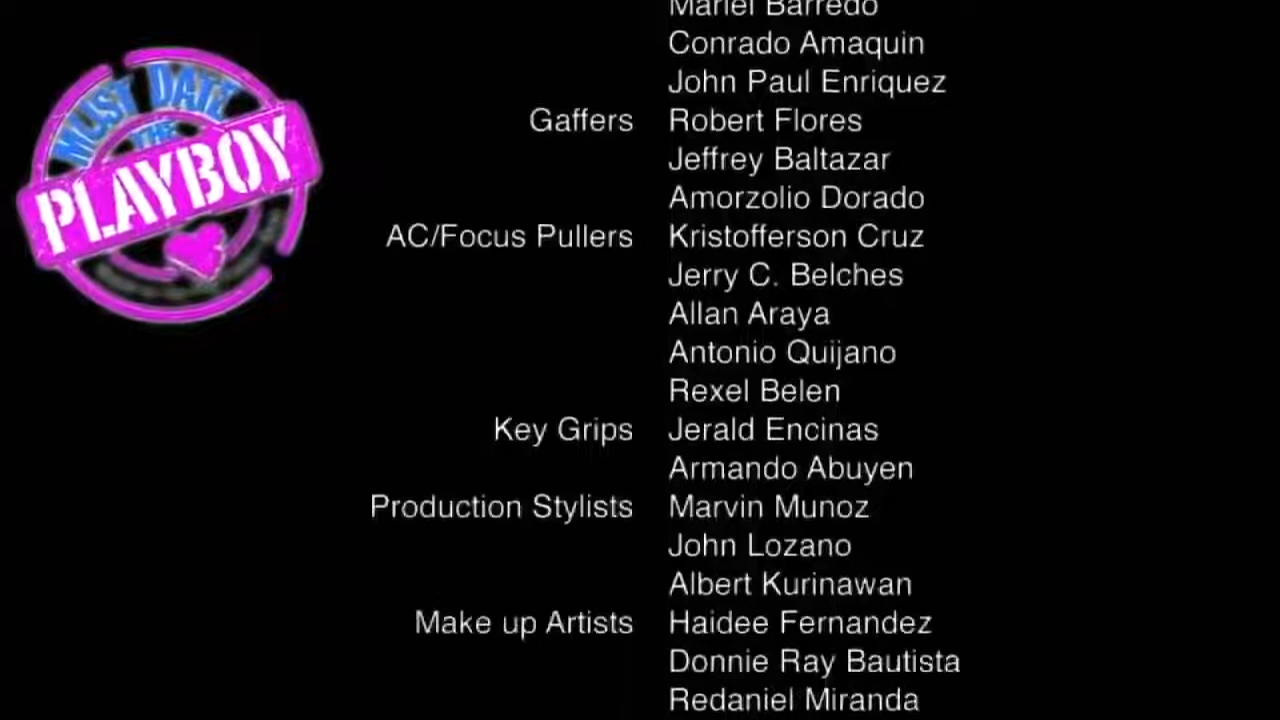 Mariel Barredo
Conrado Amaquin
John Paul Enriquez
Gaffers Robert Flores
Jeffrey Baltazar
Amorzolio Dorado
AC/Focus Pullers Kristofferson Cruz
Jerry C. Belches
Allan Araya
Antonio Quijano
Rexel Belen
Key Grips Jerald Encinas
Armando Abuyen
Production Stylists Marvin Munoz
John Lozano
Albert Kurinawan
Make up Artists Haidee Fernandez
Donnie Ray Bautista
Redaniel Miranda
MUST DATE
THE
PLAYBOY